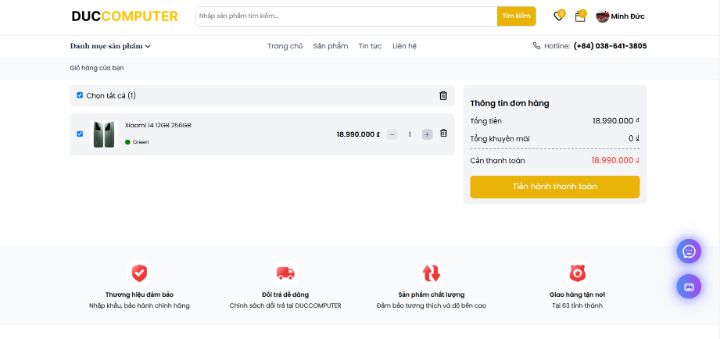 DUCCOMPUTER
Nhập sản phẩm tìm kiếm...
Tìm kiếm
Minh Đức
Danh mục sản phẩm
Trang chủ Sản phẩm Tin tức Liên hệ
Hotline: (+84) 038-641-3805
Giỏ hàng của bạn
Chọn tất cả (1)
Xiaomi 14 12GB 256GB
Green
18.990.000 ₫
− 1 +
Thông tin đơn hàng
Tổng tiền 18.990.000 ₫
Tổng khuyến mãi 0 ₫
Cần thanh toán 18.990.000 ₫
Tiến hành thanh toán
Thương hiệu đảm bảo
Nhập khẩu, bảo hành chính hãng
Đổi trả dễ dàng
Chính sách đổi trả tại DUCCOMPUTER
Sản phẩm chất lượng
Đảm bảo tương thích và độ bền cao
Giao hàng tận nơi
Tại 63 tỉnh thành